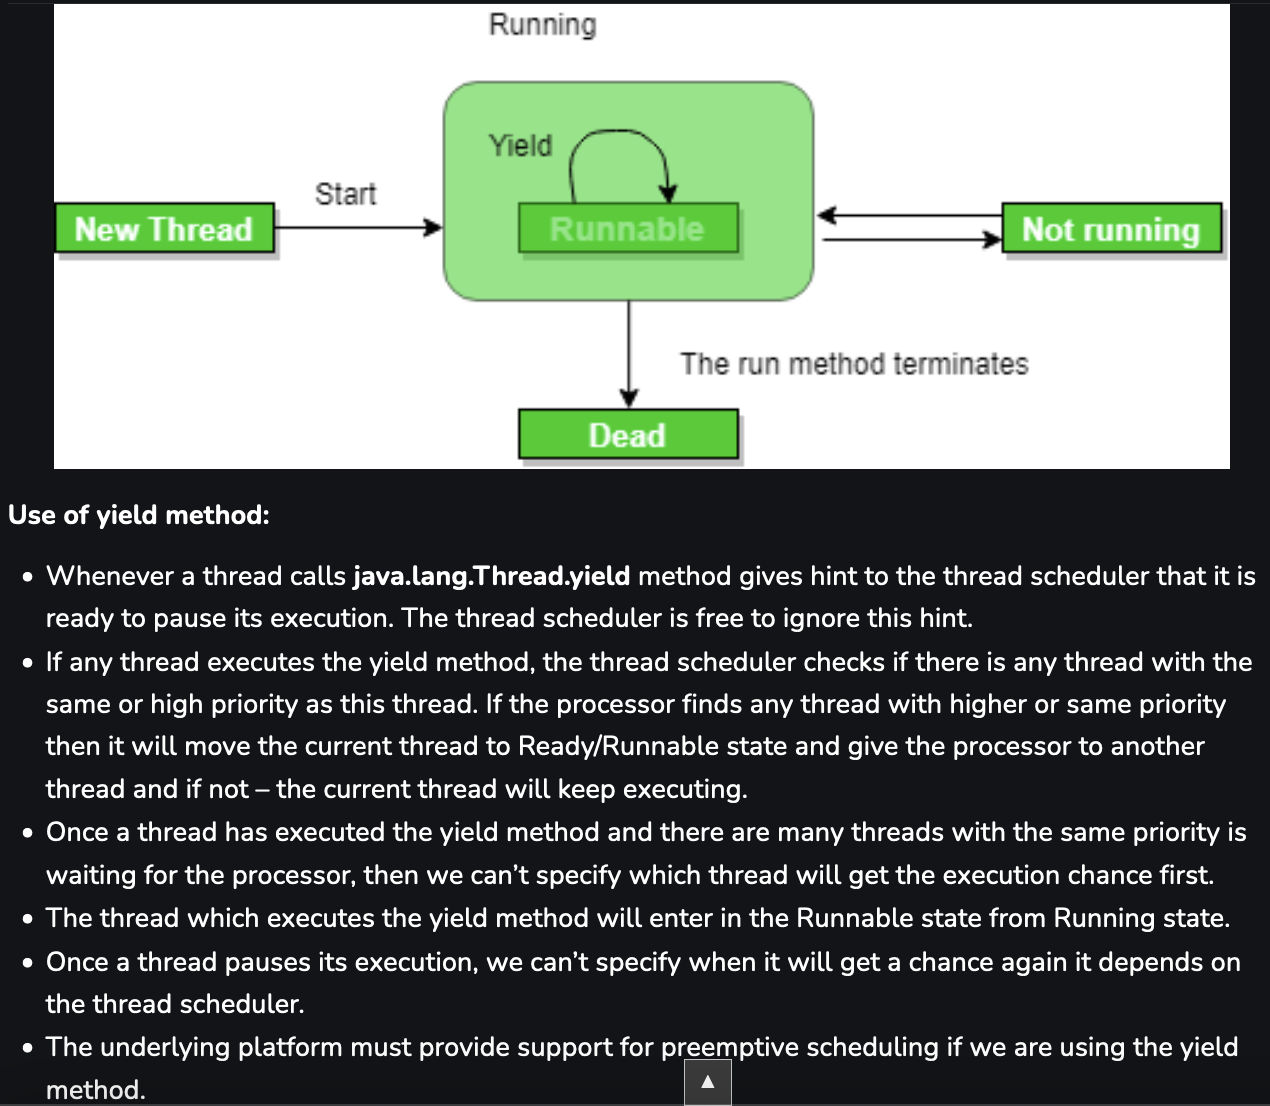 Running
Yield
Start
New Thread
Runnable
Not running
The run method terminates
Dead
Use of yield method:
• Whenever a thread calls java.lang.Thread.yield method gives hint to the thread scheduler that it is
ready to pause its execution. The thread scheduler is free to ignore this hint.
• If any thread executes the yield method, the thread scheduler checks if there is any thread with the
same or high priority as this thread. If the processor finds any thread with higher or same priority
then it will move the current thread to Ready/Runnable state and give the processor to another
thread and if not – the current thread will keep executing.
• Once a thread has executed the yield method and there are many threads with the same priority is
waiting for the processor, then we can’t specify which thread will get the execution chance first.
• The thread which executes the yield method will enter in the Runnable state from Running state.
• Once a thread pauses its execution, we can’t specify when it will get a chance again it depends on
the thread scheduler.
• The underlying platform must provide support for preemptive scheduling if we are using the yield
method.